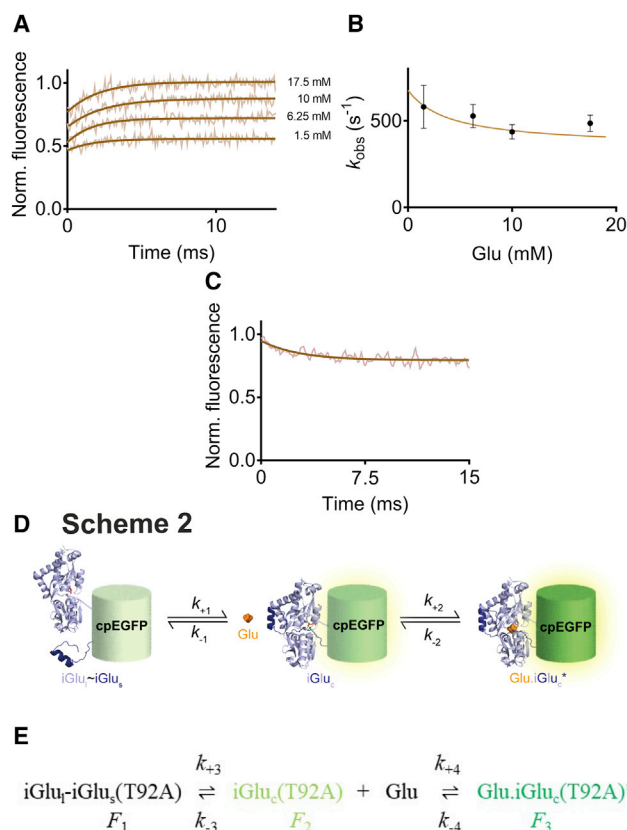 A
Norm. fluorescence
1.0
0.5
0.0
0
10
Time (ms)
17.5 mM
10 mM
6.25 mM
1.5 mM
B
kobs (s-1)
500
0
0
10
20
Glu (mM)
C
Norm. fluorescence
1.0
0.5
0.0
0
7.5
15
Time (ms)
D Scheme 2
cpEGFP
iGlul~iGlus
k+1
k-1
Glu
cpEGFP
iGluc
k+2
k-2
cpEGFP
Glu.iGluc*
E
k+3 k+4
iGlul-iGlus(T92A) ⇌ iGluc(T92A) + Glu ⇌ Glu.iGluc(T92A)*
F1 k-3 F2 k-4 F3